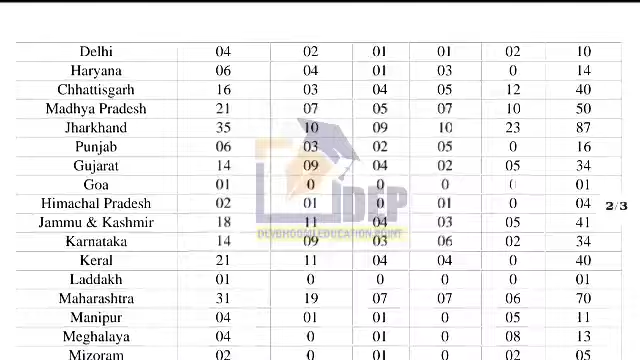 Delhi 04 02 01 01 02 10
Haryana 06 04 01 03 0 14
Chhattisgarh 16 03 04 05 12 40
Madhya Pradesh 21 07 05 07 10 50
Jharkhand 35 10 09 10 23 87
Punjab 06 03 02 05 0 16
Gujarat 14 09 04 02 05 34
Goa 01 0 0 0 0 01
Himachal Pradesh 02 01 0 01 0 04
2/3
Jammu & Kashmir 18 11 04 03 05 41
DEP
DEVBHOOMI EDUCATION POINT
Karnataka 14 09 03 06 02 34
Keral 21 11 04 04 0 40
Laddakh 01 0 0 0 0 01
Maharashtra 31 19 07 07 06 70
Manipur 04 01 01 0 05 11
Meghalaya 04 0 01 0 08 13
Mizoram 02 0 01 0 02 05